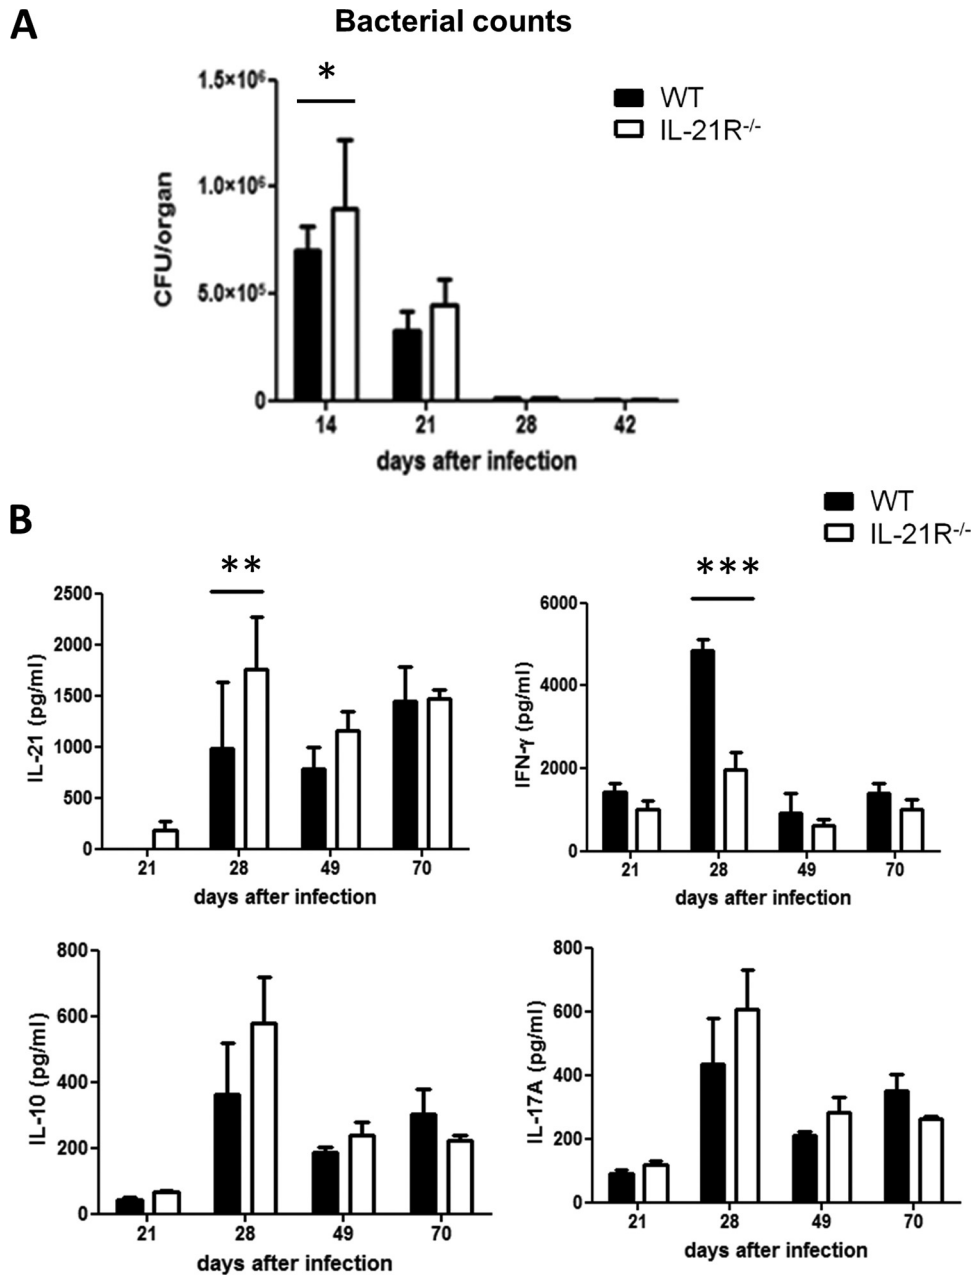 A
Bacterial counts
*
WT
IL-21R-/-
CFU/organ
1.5×10⁶
1.0×10⁶
5.0×10⁵
0
14 21 28 42
days after infection
B
WT
IL-21R-/-
**
IL-21 (pg/ml)
2500
2000
1500
1000
500
0
21 28 49 70
days after infection
***
IFN-γ (pg/ml)
6000
4000
2000
0
21 28 49 70
days after infection
IL-10 (pg/ml)
800
600
400
200
0
21 28 49 70
days after infection
IL-17A (pg/ml)
800
600
400
200
0
21 28 49 70
days after infection